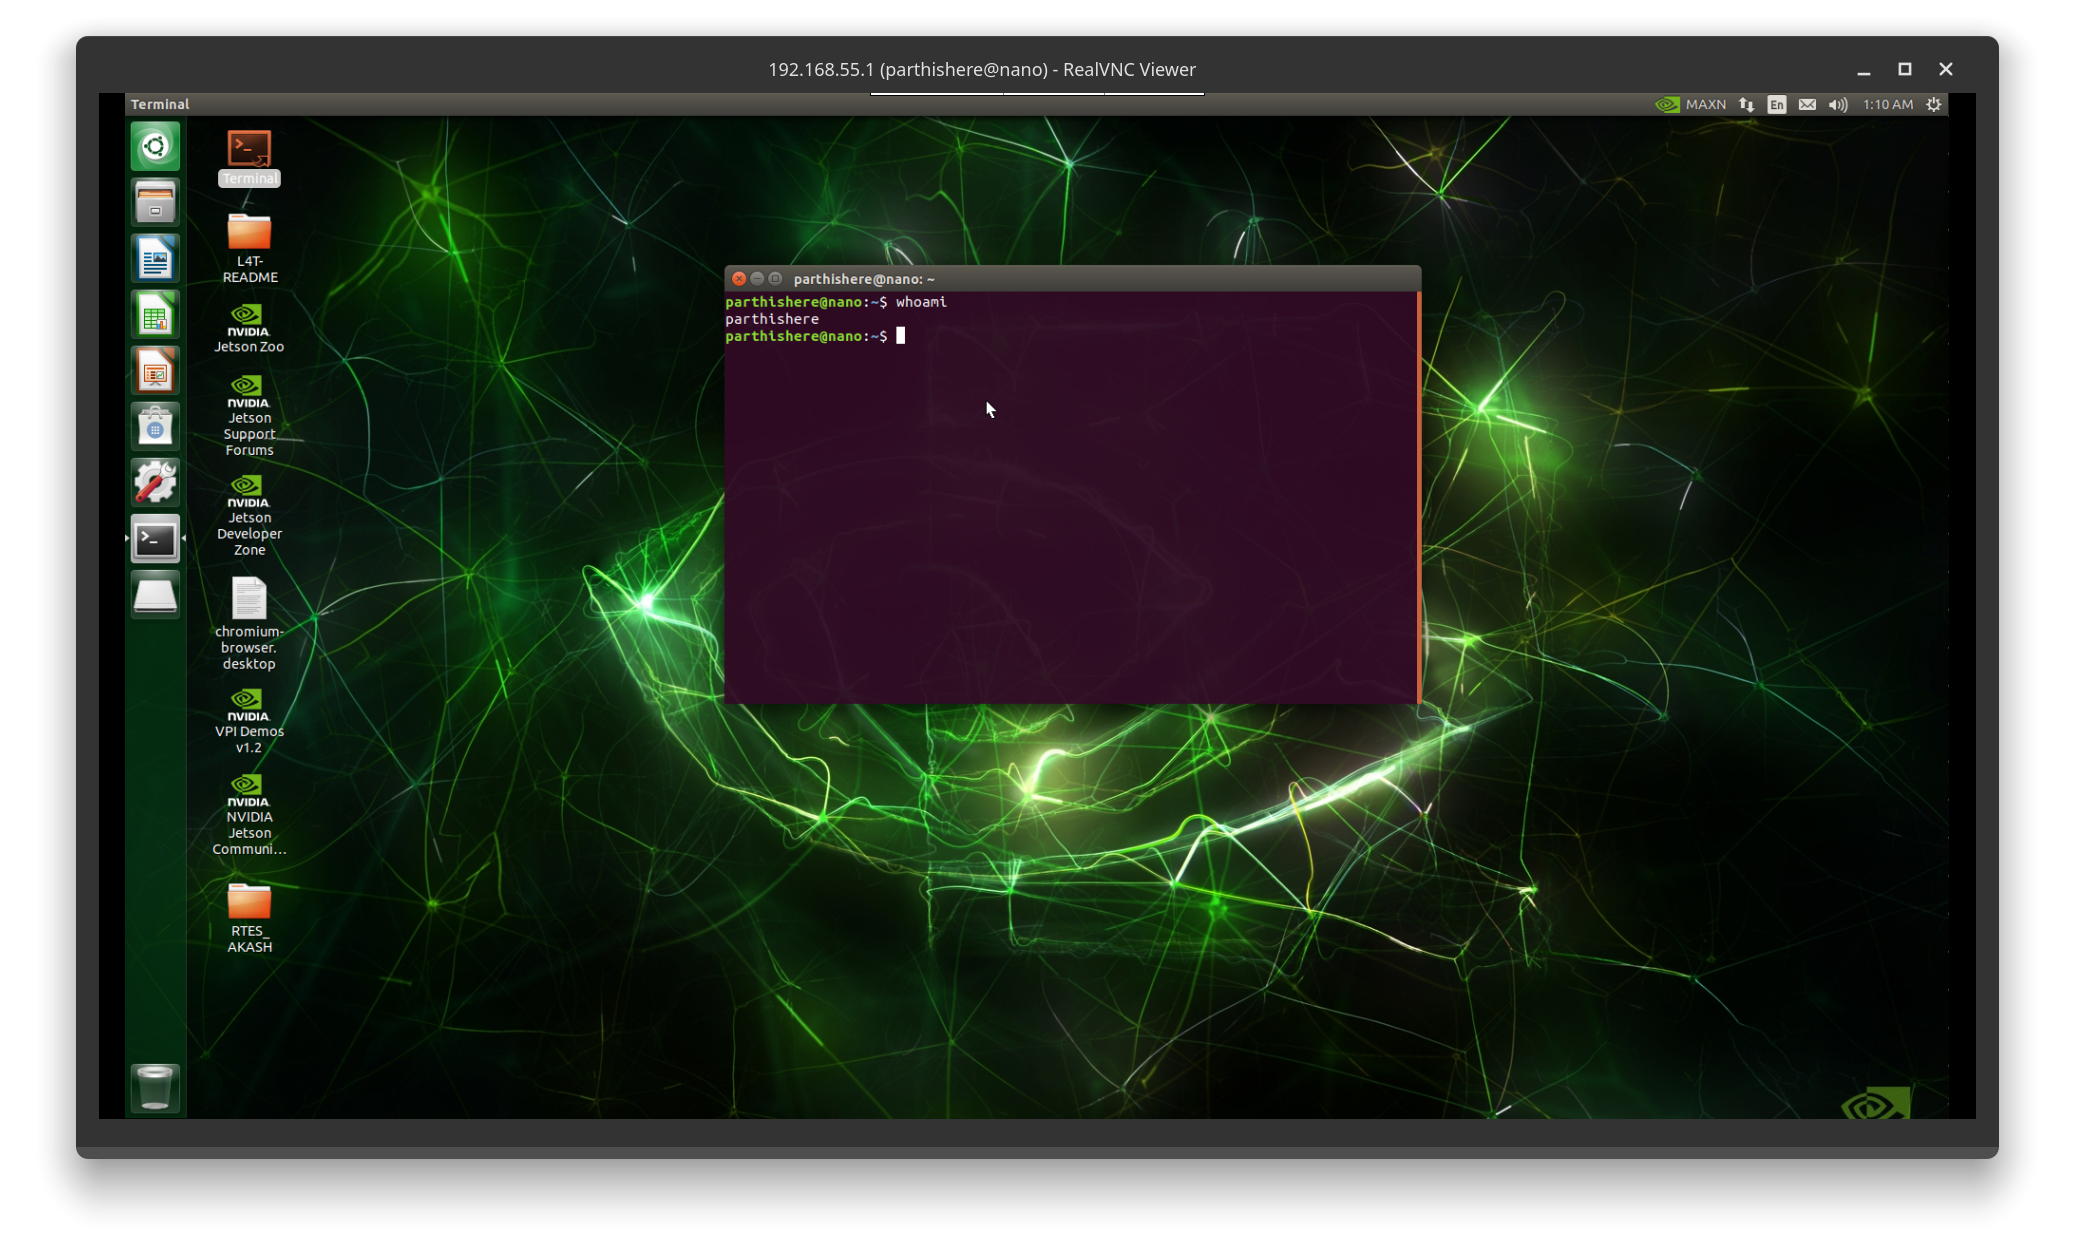 192.168.55.1 (parthishere@nano) - RealVNC Viewer
Terminal
MAXN
En
1:10 AM
Terminal
L4T-
README
NVIDIA.
Jetson Zoo
NVIDIA.
Jetson
Support
Forums
NVIDIA.
Jetson
Developer
Zone
chromium-
browser.
desktop
NVIDIA.
VPI Demos
v1.2
NVIDIA.
NVIDIA
Jetson
Communi...
RTES_
AKASH
parthishere@nano: ~
parthishere@nano:~$ whoami
parthishere
parthishere@nano:~$